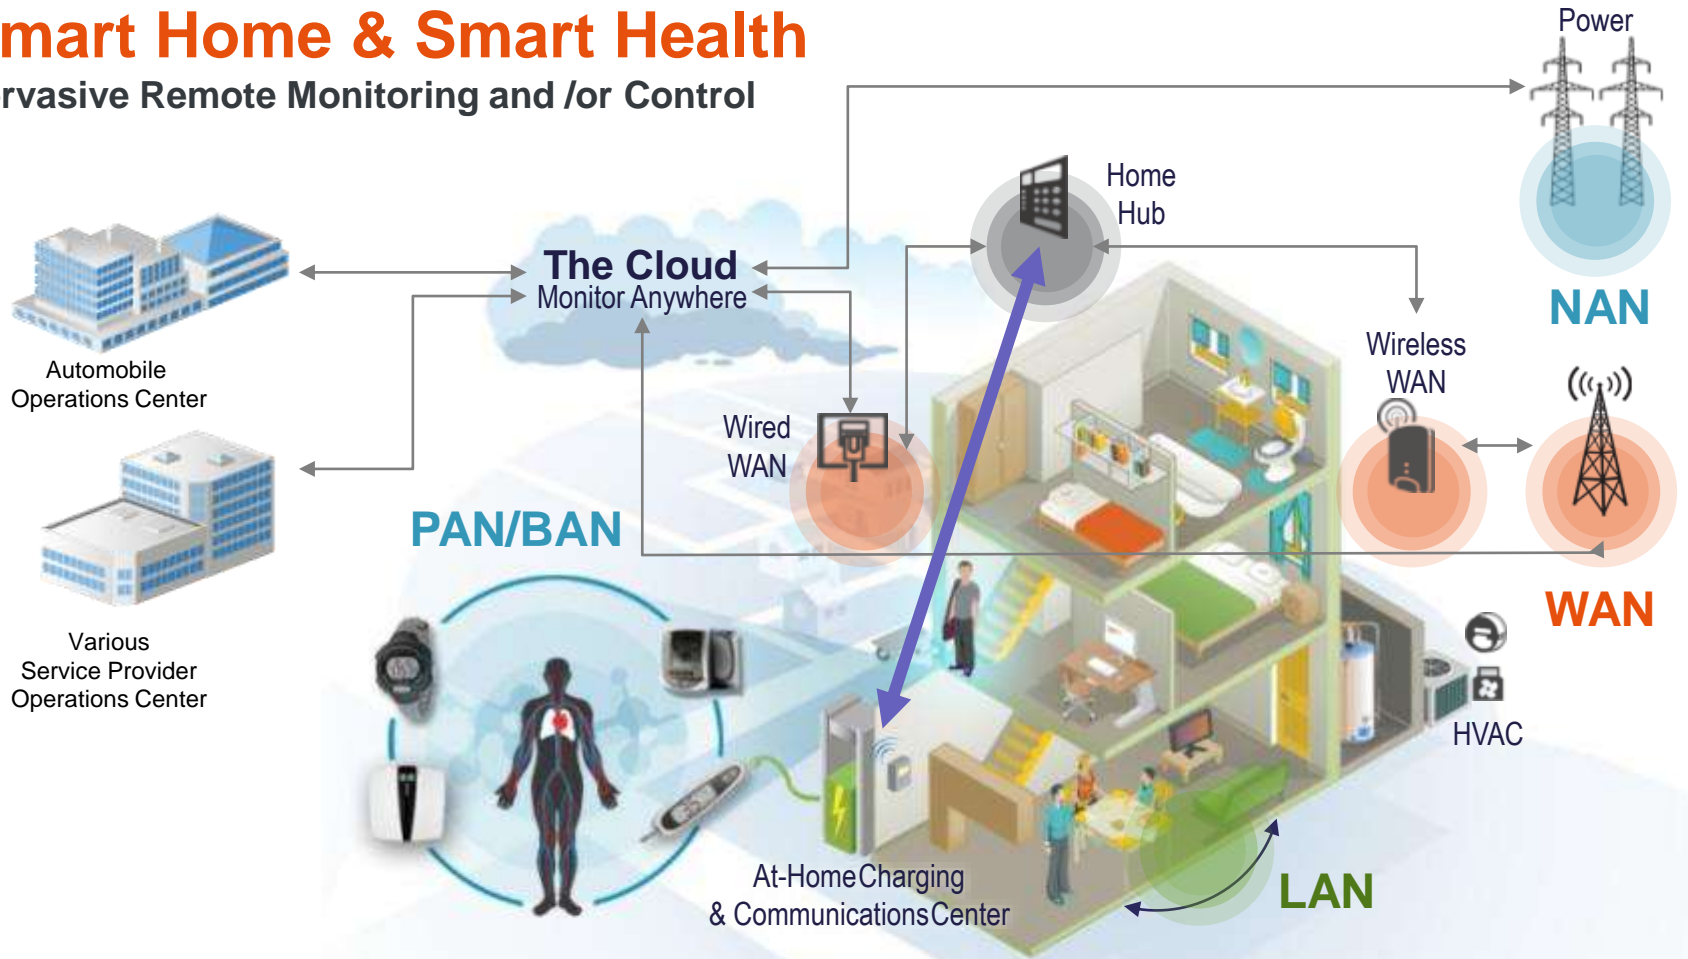 mart Home & Smart Health
rvasive Remote Monitoring and /or Control
Power
Home
Hub
The Cloud
Monitor Anywhere
NAN
Automobile
Operations Center
Wireless
WAN
Wired
WAN
PAN/BAN
WAN
Various
Service Provider
Operations Center
HVAC
At-Home Charging
& Communications Center
LAN